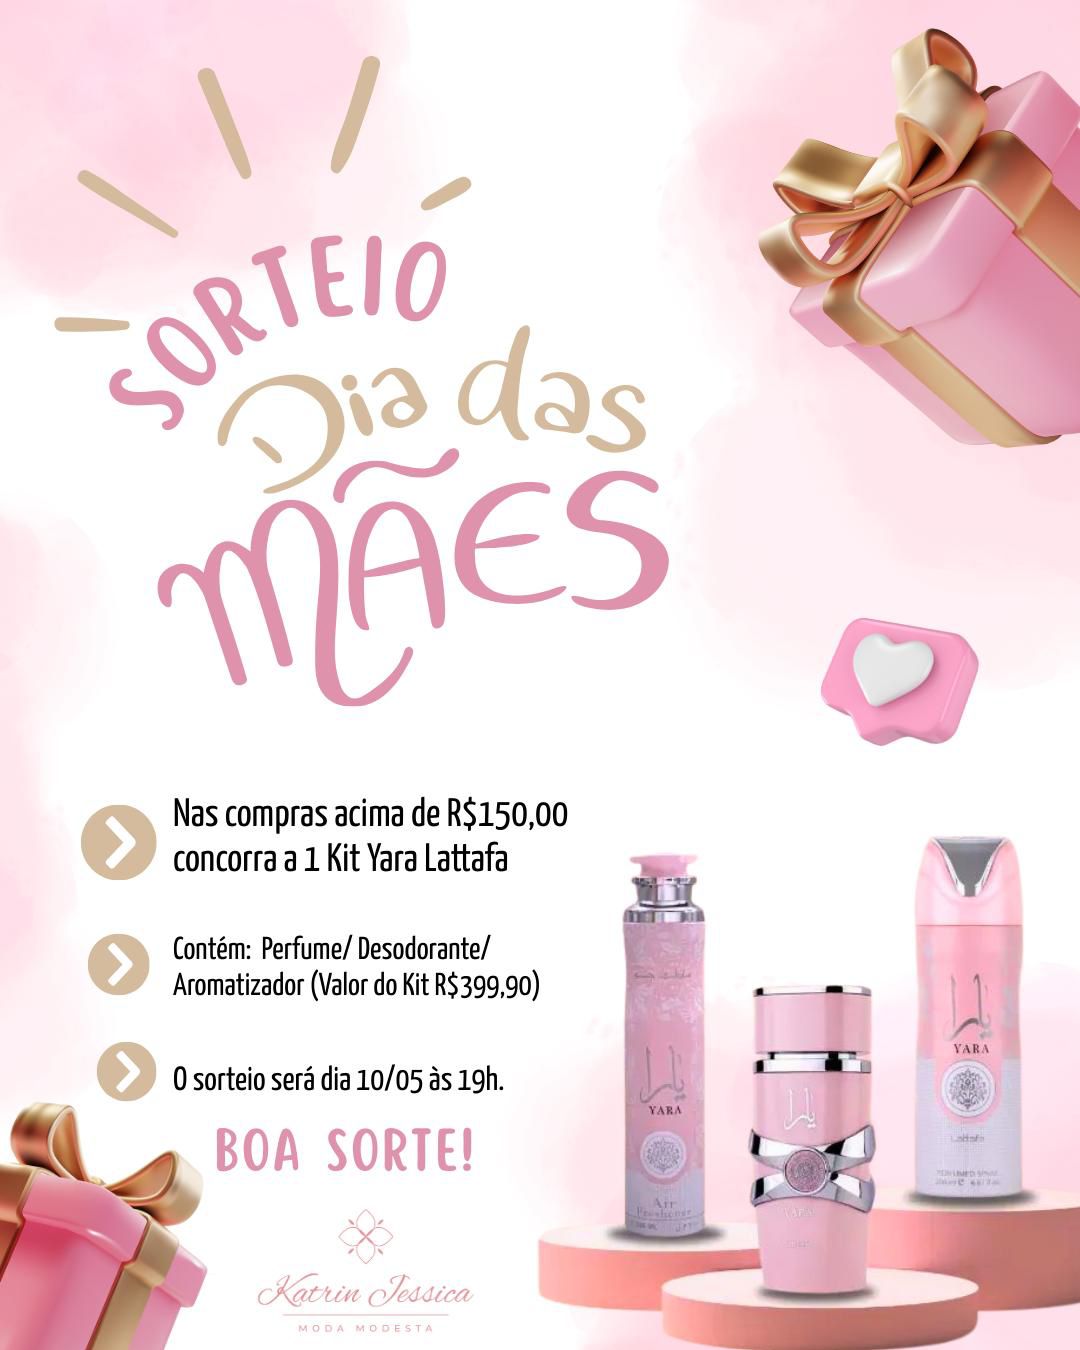 SORTEIO
Dia das
MÃES
Nas compras acima de R$150,00
concorra a 1 Kit Yara Lattafa
Contém: Perfume/ Desodorante/
Aromatizador (Valor do Kit R$399,90)
O sorteio será dia 10/05 às 19h.
BOA SORTE!
Katrin Jessica
MODA MODESTA
يارا
YARA
Air
Freshener
يارا
YARA
يارا
YARA
Lattafa
PERFUMED SPRAY